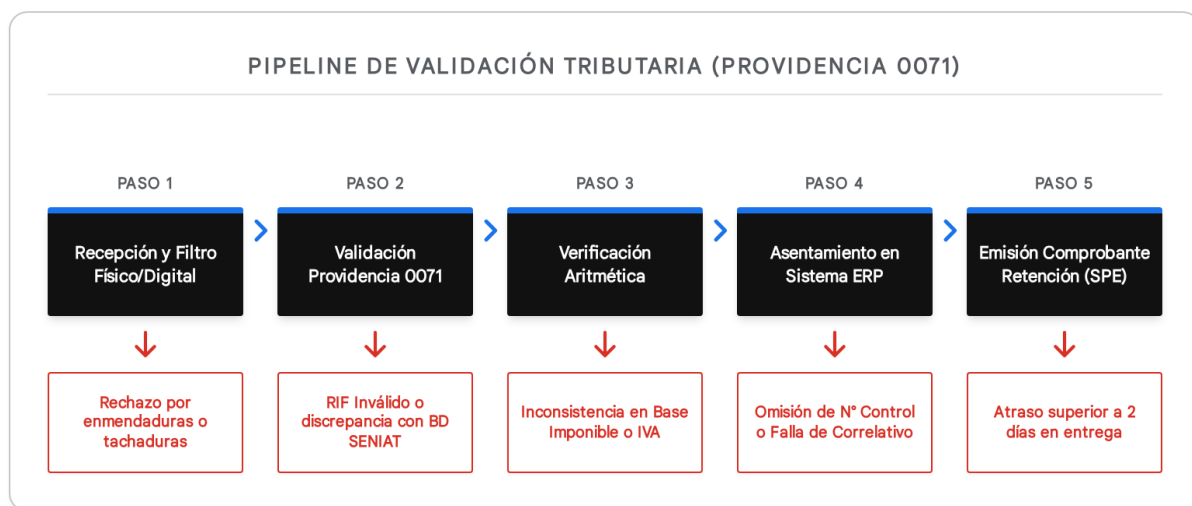 PIPELINE DE VALIDACIÓN TRIBUTARIA (PROVIDENCIA 0071)
PASO 1
Recepción y Filtro
Físico/Digital
Rechazo por
enmendaduras o
tachaduras
PASO 2
Validación
Providencia 0071
RIF Inválido o
discrepancia con BD
SENIAT
PASO 3
Verificación
Aritmética
Inconsistencia en Base
Imponible o IVA
PASO 4
Asentamiento en
Sistema ERP
Omisión de N° Control
o Falla de Correlativo
PASO 5
Emisión Comprobante
Retención (SPE)
Atraso superior a 2
días en entrega